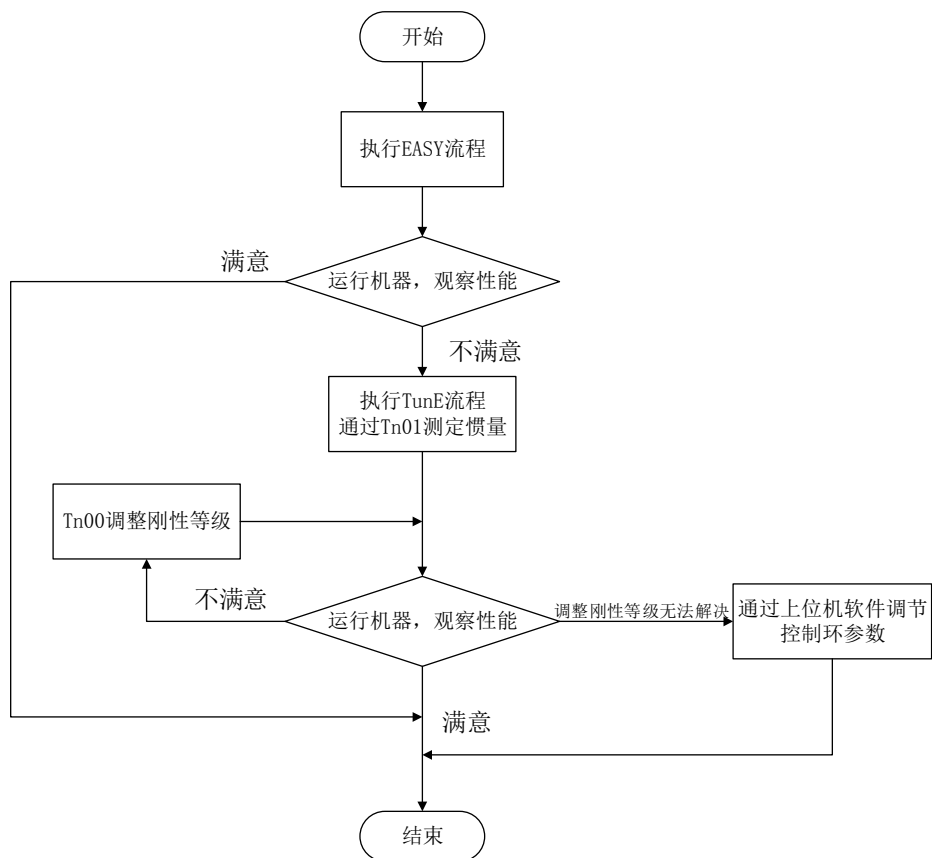 开始
执行EASY流程
满意
运行机器，观察性能
不满意
执行TunE流程
通过Tn01测定惯量
Tn00调整刚性等级
不满意
运行机器，观察性能
调整刚性等级无法解决
通过上位机软件调节
控制环参数
满意
结束